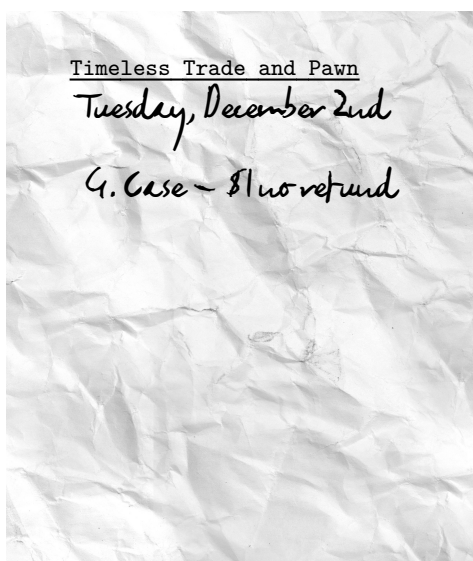 Timeless Trade and Pawn
Tuesday, December 2nd
G. Case – $1 no refund